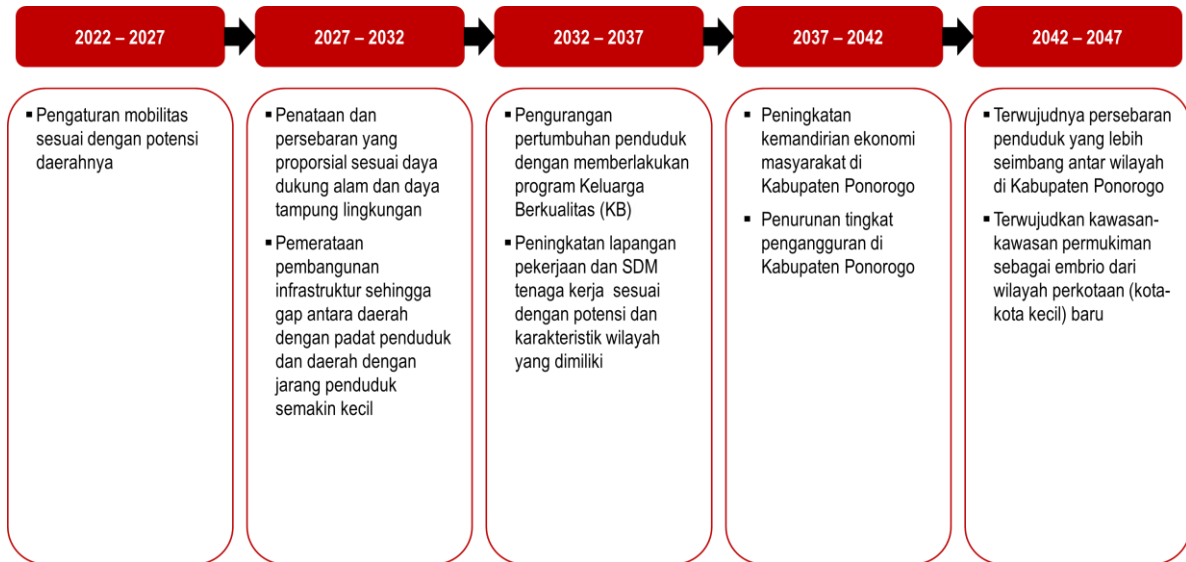 2022 – 2027
2027 – 2032
2032 – 2037
2037 – 2042
2042 – 2047
▪ Pengaturan mobilitas
sesuai dengan potensi
daerahnya
▪ Penataan dan
persebaran yang
proporsial sesuai daya
dukung alam dan daya
tampung lingkungan
▪ Pemerataan
pembangunan
infrastruktur sehingga
gap antara daerah
dengan padat penduduk
dan daerah dengan
jarang penduduk
semakin kecil
▪ Pengurangan
pertumbuhan penduduk
dengan memberlakukan
program Keluarga
Berkualitas (KB)
▪ Peningkatan lapangan
pekerjaan dan SDM
tenaga kerja sesuai
dengan potensi dan
karakteristik wilayah
yang dimiliki
▪ Peningkatan
kemandirian ekonomi
masyarakat di
Kabupaten Ponorogo
▪ Penurunan tingkat
pengangguran di
Kabupaten Ponorogo
▪ Terwujudnya persebaran
penduduk yang lebih
seimbang antar wilayah
di Kabupaten Ponorogo
▪ Terwujudkan kawasan-
kawasan permukiman
sebagai embrio dari
wilayah perkotaan (kota-
kota kecil) baru